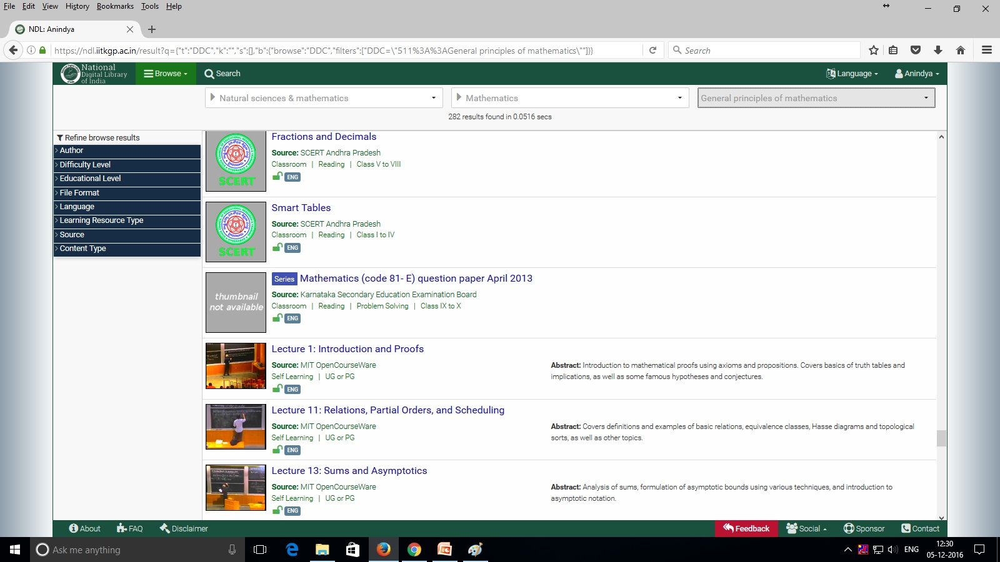 File Edit View History Bookmarks Tools Help
NDL: Anindya
https://ndl.iitkgp.ac.in/result?q={"t":"DDC","k":"","s":[],"b":{"browse":"DDC","filters":["DDC=\"511%3A%3AGeneral principles of mathematics\""]}}
Search
National
Digital Library
of India
Browse
Search
Language
Anindya
Natural sciences & mathematics
Mathematics
General principles of mathematics
282 results found in 0.0516 secs
Refine browse results
Author
Difficulty Level
Educational Level
File Format
Language
Learning Resource Type
Source
Content Type
SCERT
Fractions and Decimals
Source: SCERT Andhra Pradesh
Classroom | Reading | Class V to VIII
ENG
SCERT
Smart Tables
Source: SCERT Andhra Pradesh
Classroom | Reading | Class I to IV
ENG
thumbnail
not available
Series Mathematics (code 81- E) question paper April 2013
Source: Karnataka Secondary Education Examination Board
Classroom | Reading | Problem Solving | Class IX to X
ENG
Lecture 1: Introduction and Proofs
Source: MIT OpenCourseWare
Self Learning | UG or PG
ENG
Abstract: Introduction to mathematical proofs using axioms and propositions. Covers basics of truth tables and
implications, as well as some famous hypotheses and conjectures.
Lecture 11: Relations, Partial Orders, and Scheduling
Source: MIT OpenCourseWare
Self Learning | UG or PG
ENG
Abstract: Covers definitions and examples of basic relations, equivalence classes, Hasse diagrams and topological
sorts, as well as other topics.
Lecture 13: Sums and Asymptotics
Source: MIT OpenCourseWare
Self Learning | UG or PG
ENG
Abstract: Analysis of sums, formulation of asymptotic bounds using various techniques, and introduction to
asymptotic notation.
About
FAQ
Disclaimer
Feedback
Social
Sponsor
Contact
Ask me anything
ENG
12:30
05-12-2016